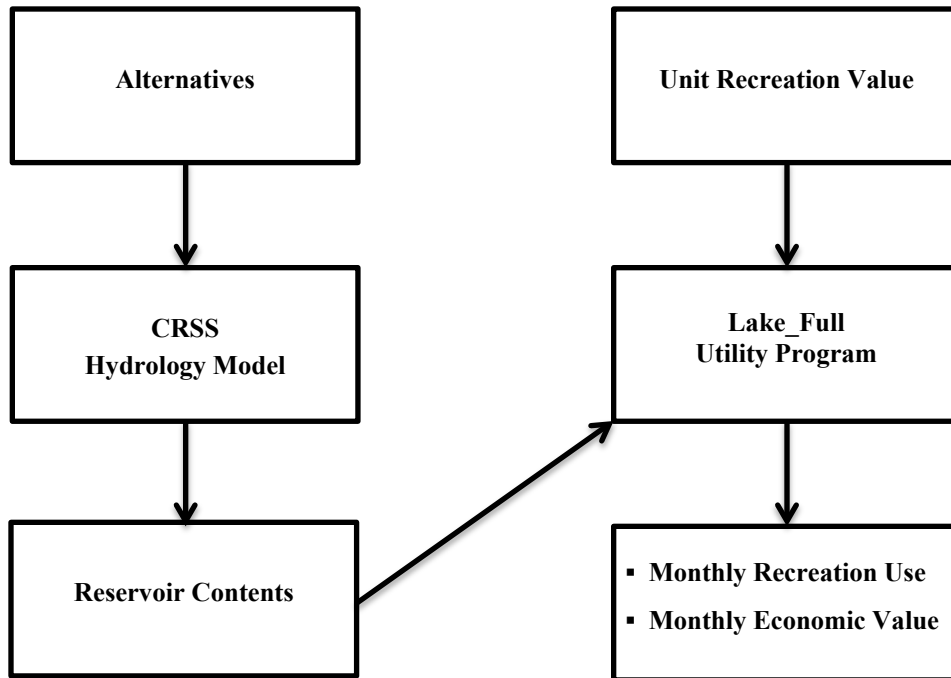 Alternatives
Unit Recreation Value
CRSS
Hydrology Model
Lake_Full
Utility Program
Reservoir Contents
▪ Monthly Recreation Use
▪ Monthly Economic Value